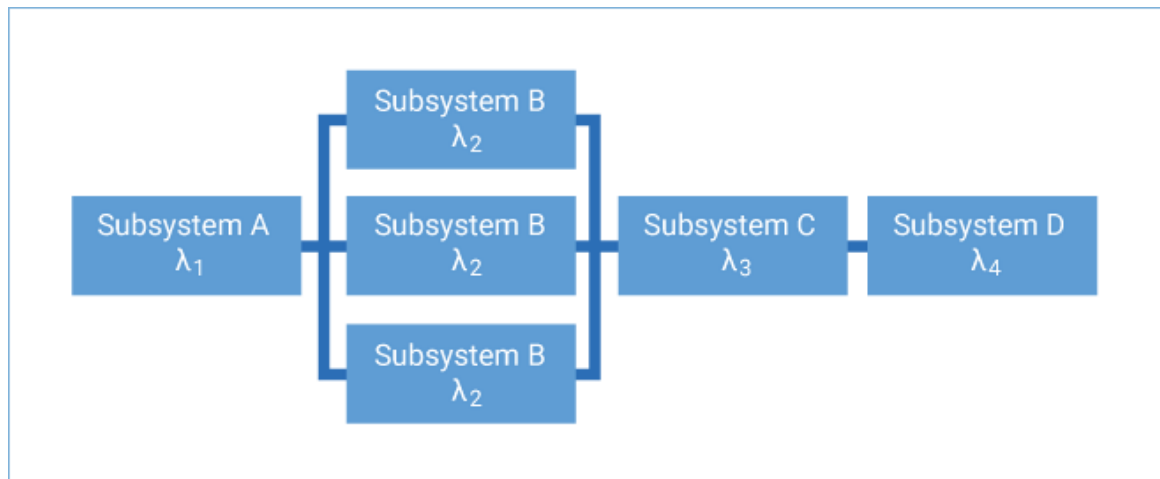 Subsystem B
λ₂
Subsystem A
λ₁
Subsystem B
λ₂
Subsystem C
λ₃
Subsystem D
λ₄
Subsystem B
λ₂